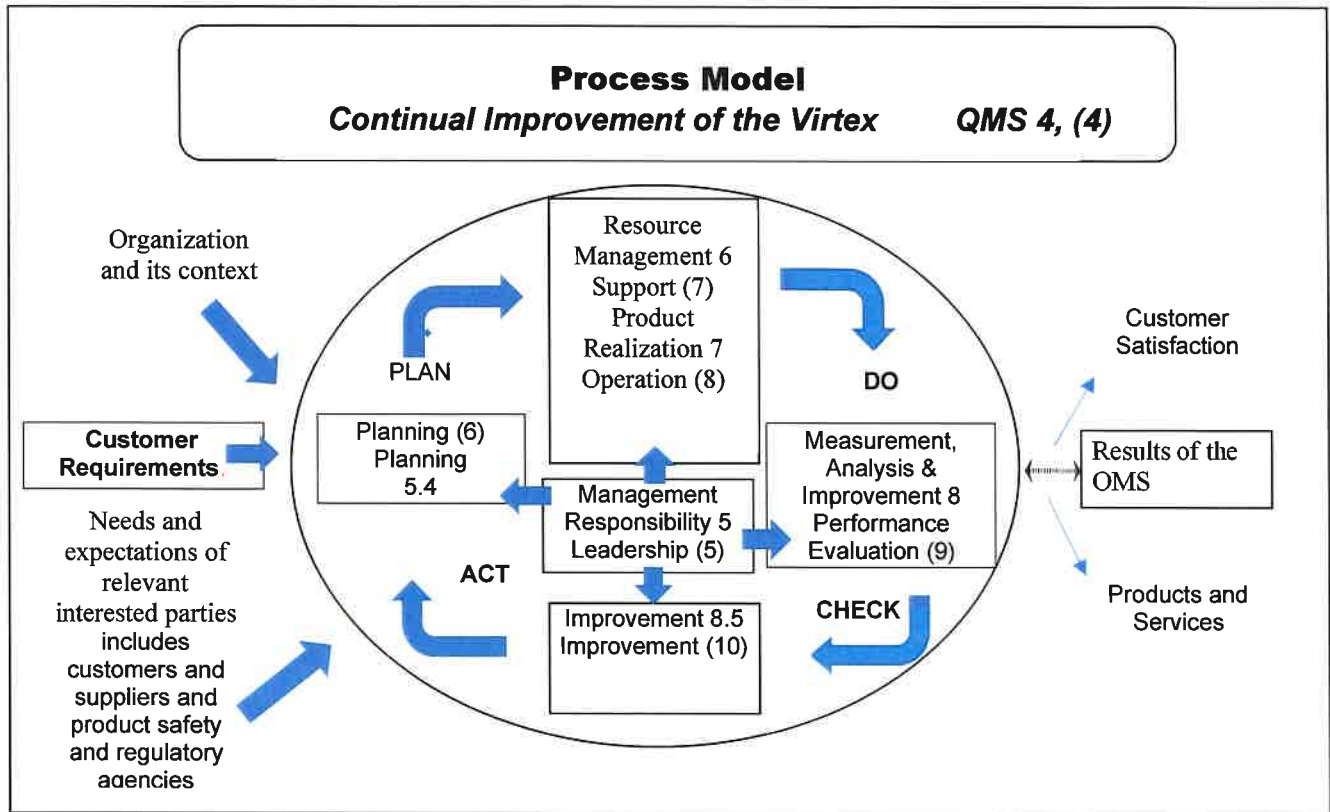 Process Model
Continual Improvement of the Virtex QMS 4, (4)
Organization
and its context
Customer
Requirements
Needs and
expectations of
relevant
interested parties
includes
customers and
suppliers and
product safety
and regulatory
agencies
PLAN
Resource
Management 6
Support (7)
Product
Realization 7
Operation (8)
DO
Planning (6)
Planning
5.4
Management
Responsibility 5
Leadership (5)
Measurement,
Analysis &
Improvement 8
Performance
Evaluation (9)
ACT
Improvement 8.5
Improvement (10)
CHECK
Customer
Satisfaction
Results of the
QMS
Products and
Services